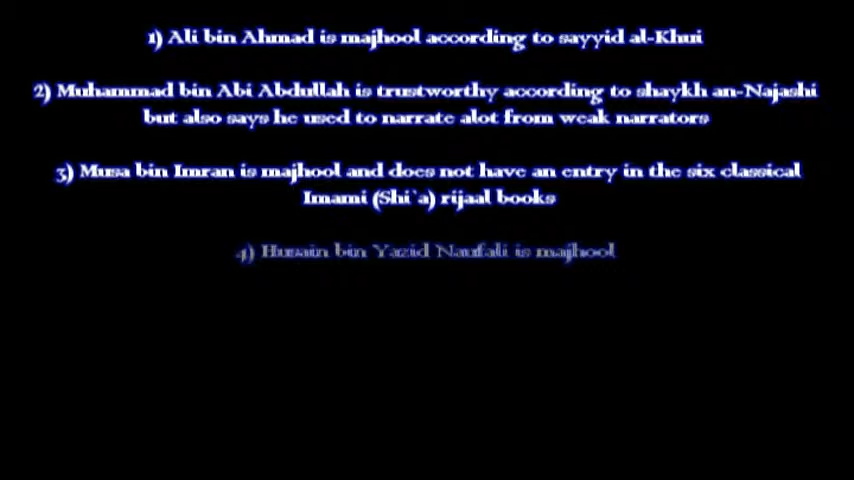 1) Ali bin Ahmad is majhool according to sayyid al-Khui
2) Muhammad bin Abi Abdullah is trustworthy according to shaykh an-Najashi
but also says he used to narrate alot from weak narrators
3) Musa bin Imran is majhool and does not have an entry in the six classical
Imami (Shi`a) rijaal books
4) Husain bin Yazid Naufali is majhool